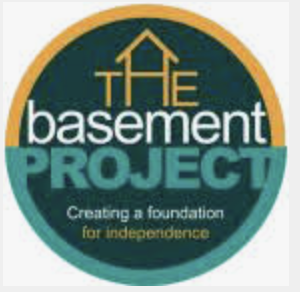 THE
basement
PROJECT
Creating a foundation
for independence